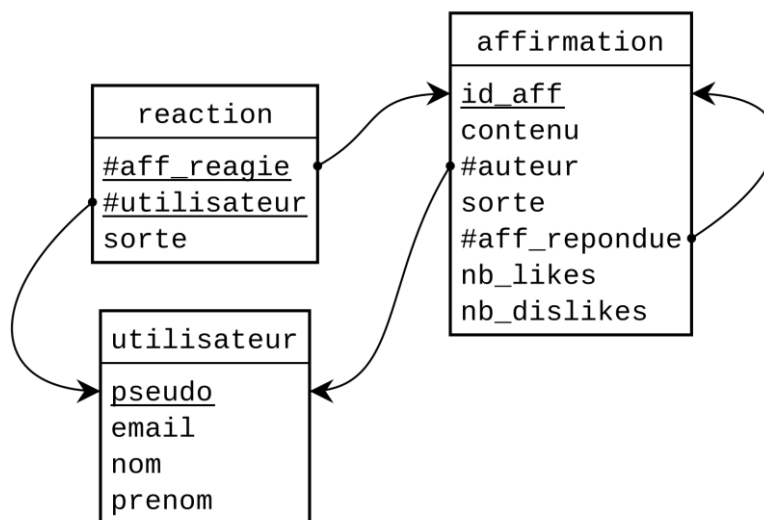 reaction
#aff_reagie
#utilisateur
sorte
affirmation
id_aff
contenu
#auteur
sorte
#aff_repondue
nb_likes
nb_dislikes
utilisateur
pseudo
email
nom
prenom